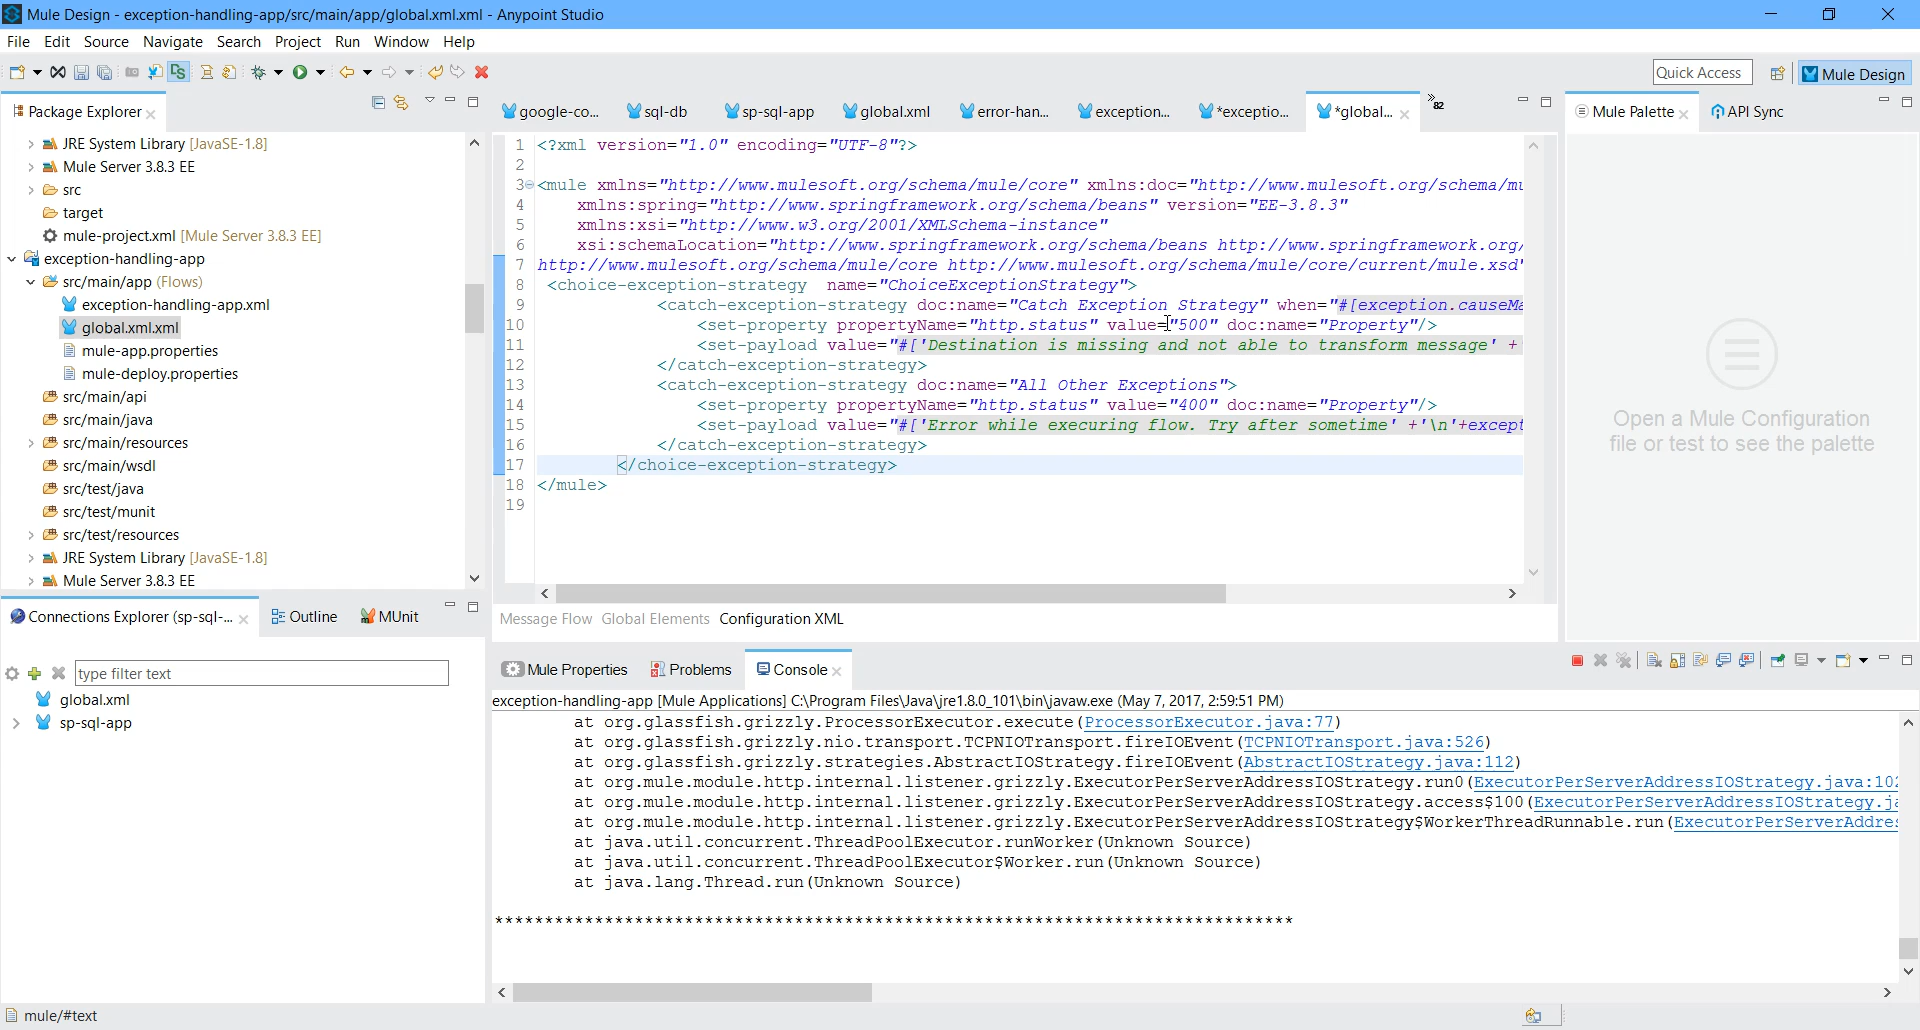 Mule Design - exception-handling-app/src/main/app/global.xml.xml - Anypoint Studio
File Edit Source Navigate Search Project Run Window Help
Quick Access
Mule Design
Package Explorer
JRE System Library [JavaSE-1.8]
Mule Server 3.8.3 EE
src
target
mule-project.xml [Mule Server 3.8.3 EE]
exception-handling-app
src/main/app (Flows)
exception-handling-app.xml
global.xml.xml
mule-app.properties
mule-deploy.properties
src/main/api
src/main/java
src/main/resources
src/main/wsdl
src/test/java
src/test/munit
src/test/resources
JRE System Library [JavaSE-1.8]
Mule Server 3.8.3 EE
google-co... sql-db sp-sql-app global.xml error-han... exception... *exceptio... *global... »82
1 <?xml version="1.0" encoding="UTF-8"?>
2
3 <mule xmlns="http://www.mulesoft.org/schema/mule/core" xmlns:doc="http://www.mulesoft.org/schema/mu
4 xmlns:spring="http://www.springframework.org/schema/beans" version="EE-3.8.3"
5 xmlns:xsi="http://www.w3.org/2001/XMLSchema-instance"
6 xsi:schemaLocation="http://www.springframework.org/schema/beans http://www.springframework.org/
7 http://www.mulesoft.org/schema/mule/core http://www.mulesoft.org/schema/mule/core/current/mule.xsd"
8 <choice-exception-strategy name="ChoiceExceptionStrategy">
9 <catch-exception-strategy doc:name="Catch Exception Strategy" when="#[exception.causeMa
10 <set-property propertyName="http.status" value="500" doc:name="Property"/>
11 <set-payload value="#['Destination is missing and not able to transform message' +
12 </catch-exception-strategy>
13 <catch-exception-strategy doc:name="All Other Exceptions">
14 <set-property propertyName="http.status" value="400" doc:name="Property"/>
15 <set-payload value="#['Error while execuring flow. Try after sometime' +'\n'+except
16 </catch-exception-strategy>
17 </choice-exception-strategy>
18 </mule>
19
Message Flow Global Elements Configuration XML
Mule Palette API Sync
Open a Mule Configuration
file or test to see the palette
Connections Explorer (sp-sql-... Outline MUnit
type filter text
global.xml
sp-sql-app
Mule Properties Problems Console
exception-handling-app [Mule Applications] C:\Program Files\Java\jre1.8.0_101\bin\javaw.exe (May 7, 2017, 2:59:51 PM)
at org.glassfish.grizzly.ProcessorExecutor.execute(ProcessorExecutor.java:77)
at org.glassfish.grizzly.nio.transport.TCPNIOTransport.fireIOEvent(TCPNIOTransport.java:526)
at org.glassfish.grizzly.strategies.AbstractIOStrategy.fireIOEvent(AbstractIOStrategy.java:112)
at org.mule.module.http.internal.listener.grizzly.ExecutorPerServerAddressIOStrategy.run0(ExecutorPerServerAddressIOStrategy.java:102
at org.mule.module.http.internal.listener.grizzly.ExecutorPerServerAddressIOStrategy.access$100(ExecutorPerServerAddressIOStrategy.ja
at org.mule.module.http.internal.listener.grizzly.ExecutorPerServerAddressIOStrategy$WorkerThreadRunnable.run(ExecutorPerServerAddres
at java.util.concurrent.ThreadPoolExecutor.runWorker(Unknown Source)
at java.util.concurrent.ThreadPoolExecutor$Worker.run(Unknown Source)
at java.lang.Thread.run(Unknown Source)
********************************************************************************
mule/#text